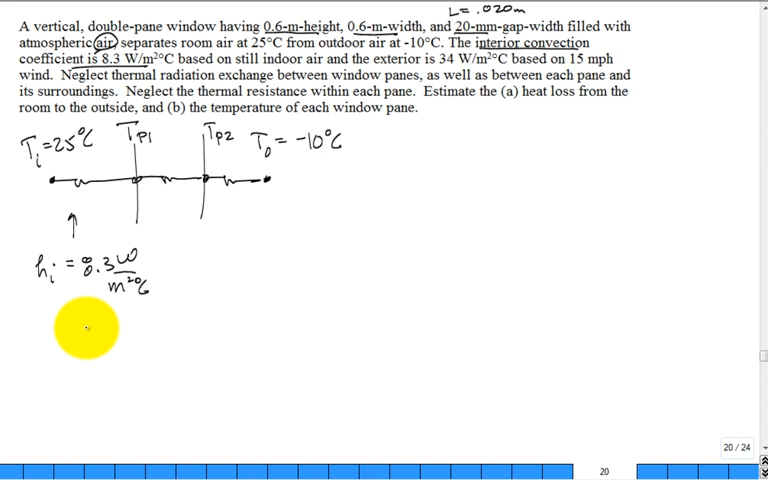 L= .020m
A vertical, double-pane window having 0.6-m-height, 0.6-m-width, and 20-mm-gap-width filled with
atmospheric air, separates room air at 25°C from outdoor air at -10°C. The interior convection
coefficient is 8.3 W/m²°C based on still indoor air and the exterior is 34 W/m²°C based on 15 mph
wind. Neglect thermal radiation exchange between window panes, as well as between each pane and
its surroundings. Neglect the thermal resistance within each pane. Estimate the (a) heat loss from the
room to the outside, and (b) the temperature of each window pane.
Ti=25°C TP1 TP2 To= -10°C
hi = 8.3 W
m²°C
20 / 24
20